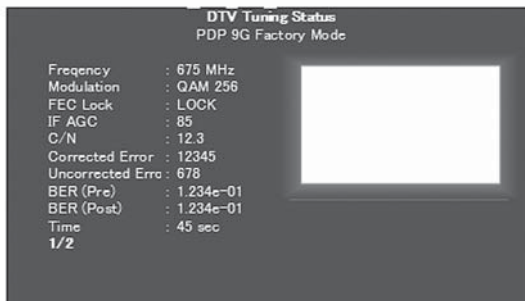 DTV Tuning Status
PDP 9G Factory Mode
Freqency : 675 MHz
Modulation : QAM 256
FEC Lock : LOCK
IF AGC : 85
C/N : 12.3
Corrected Error : 12345
Uncorrected Erro : 678
BER (Pre) : 1.234e-01
BER (Post) : 1.234e-01
Time : 45 sec
1/2